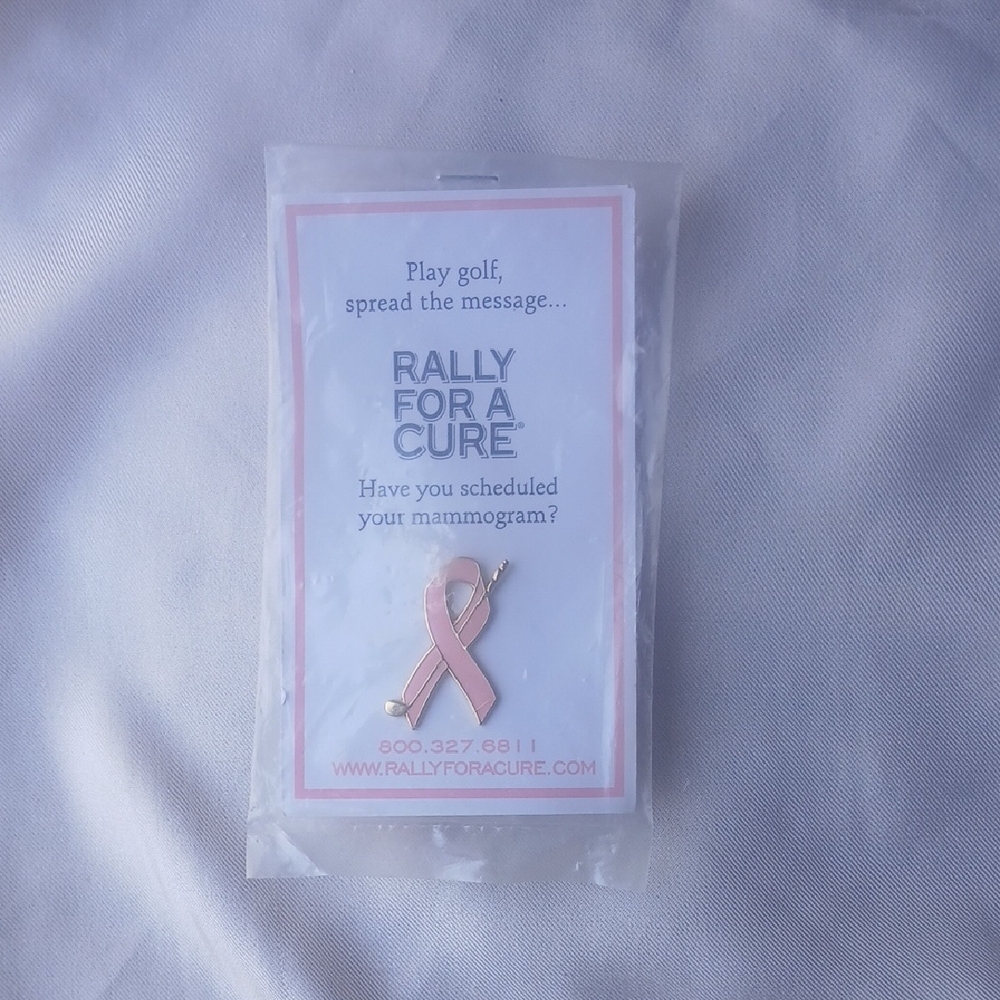 Play golf,
spread the message...
RALLY
FOR A
CURE®
Have you scheduled
your mammogram?
800.327.6811
WWW.RALLYFORACURE.COM